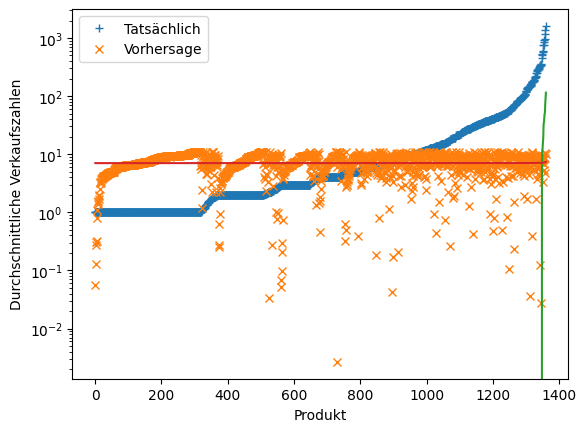 Tatsächlich
Vorhersage
Durchschnittliche Verkaufszahlen
10³
10²
10¹
10⁰
10⁻¹
10⁻²
0 200 400 600 800 1000 1200 1400
Produkt